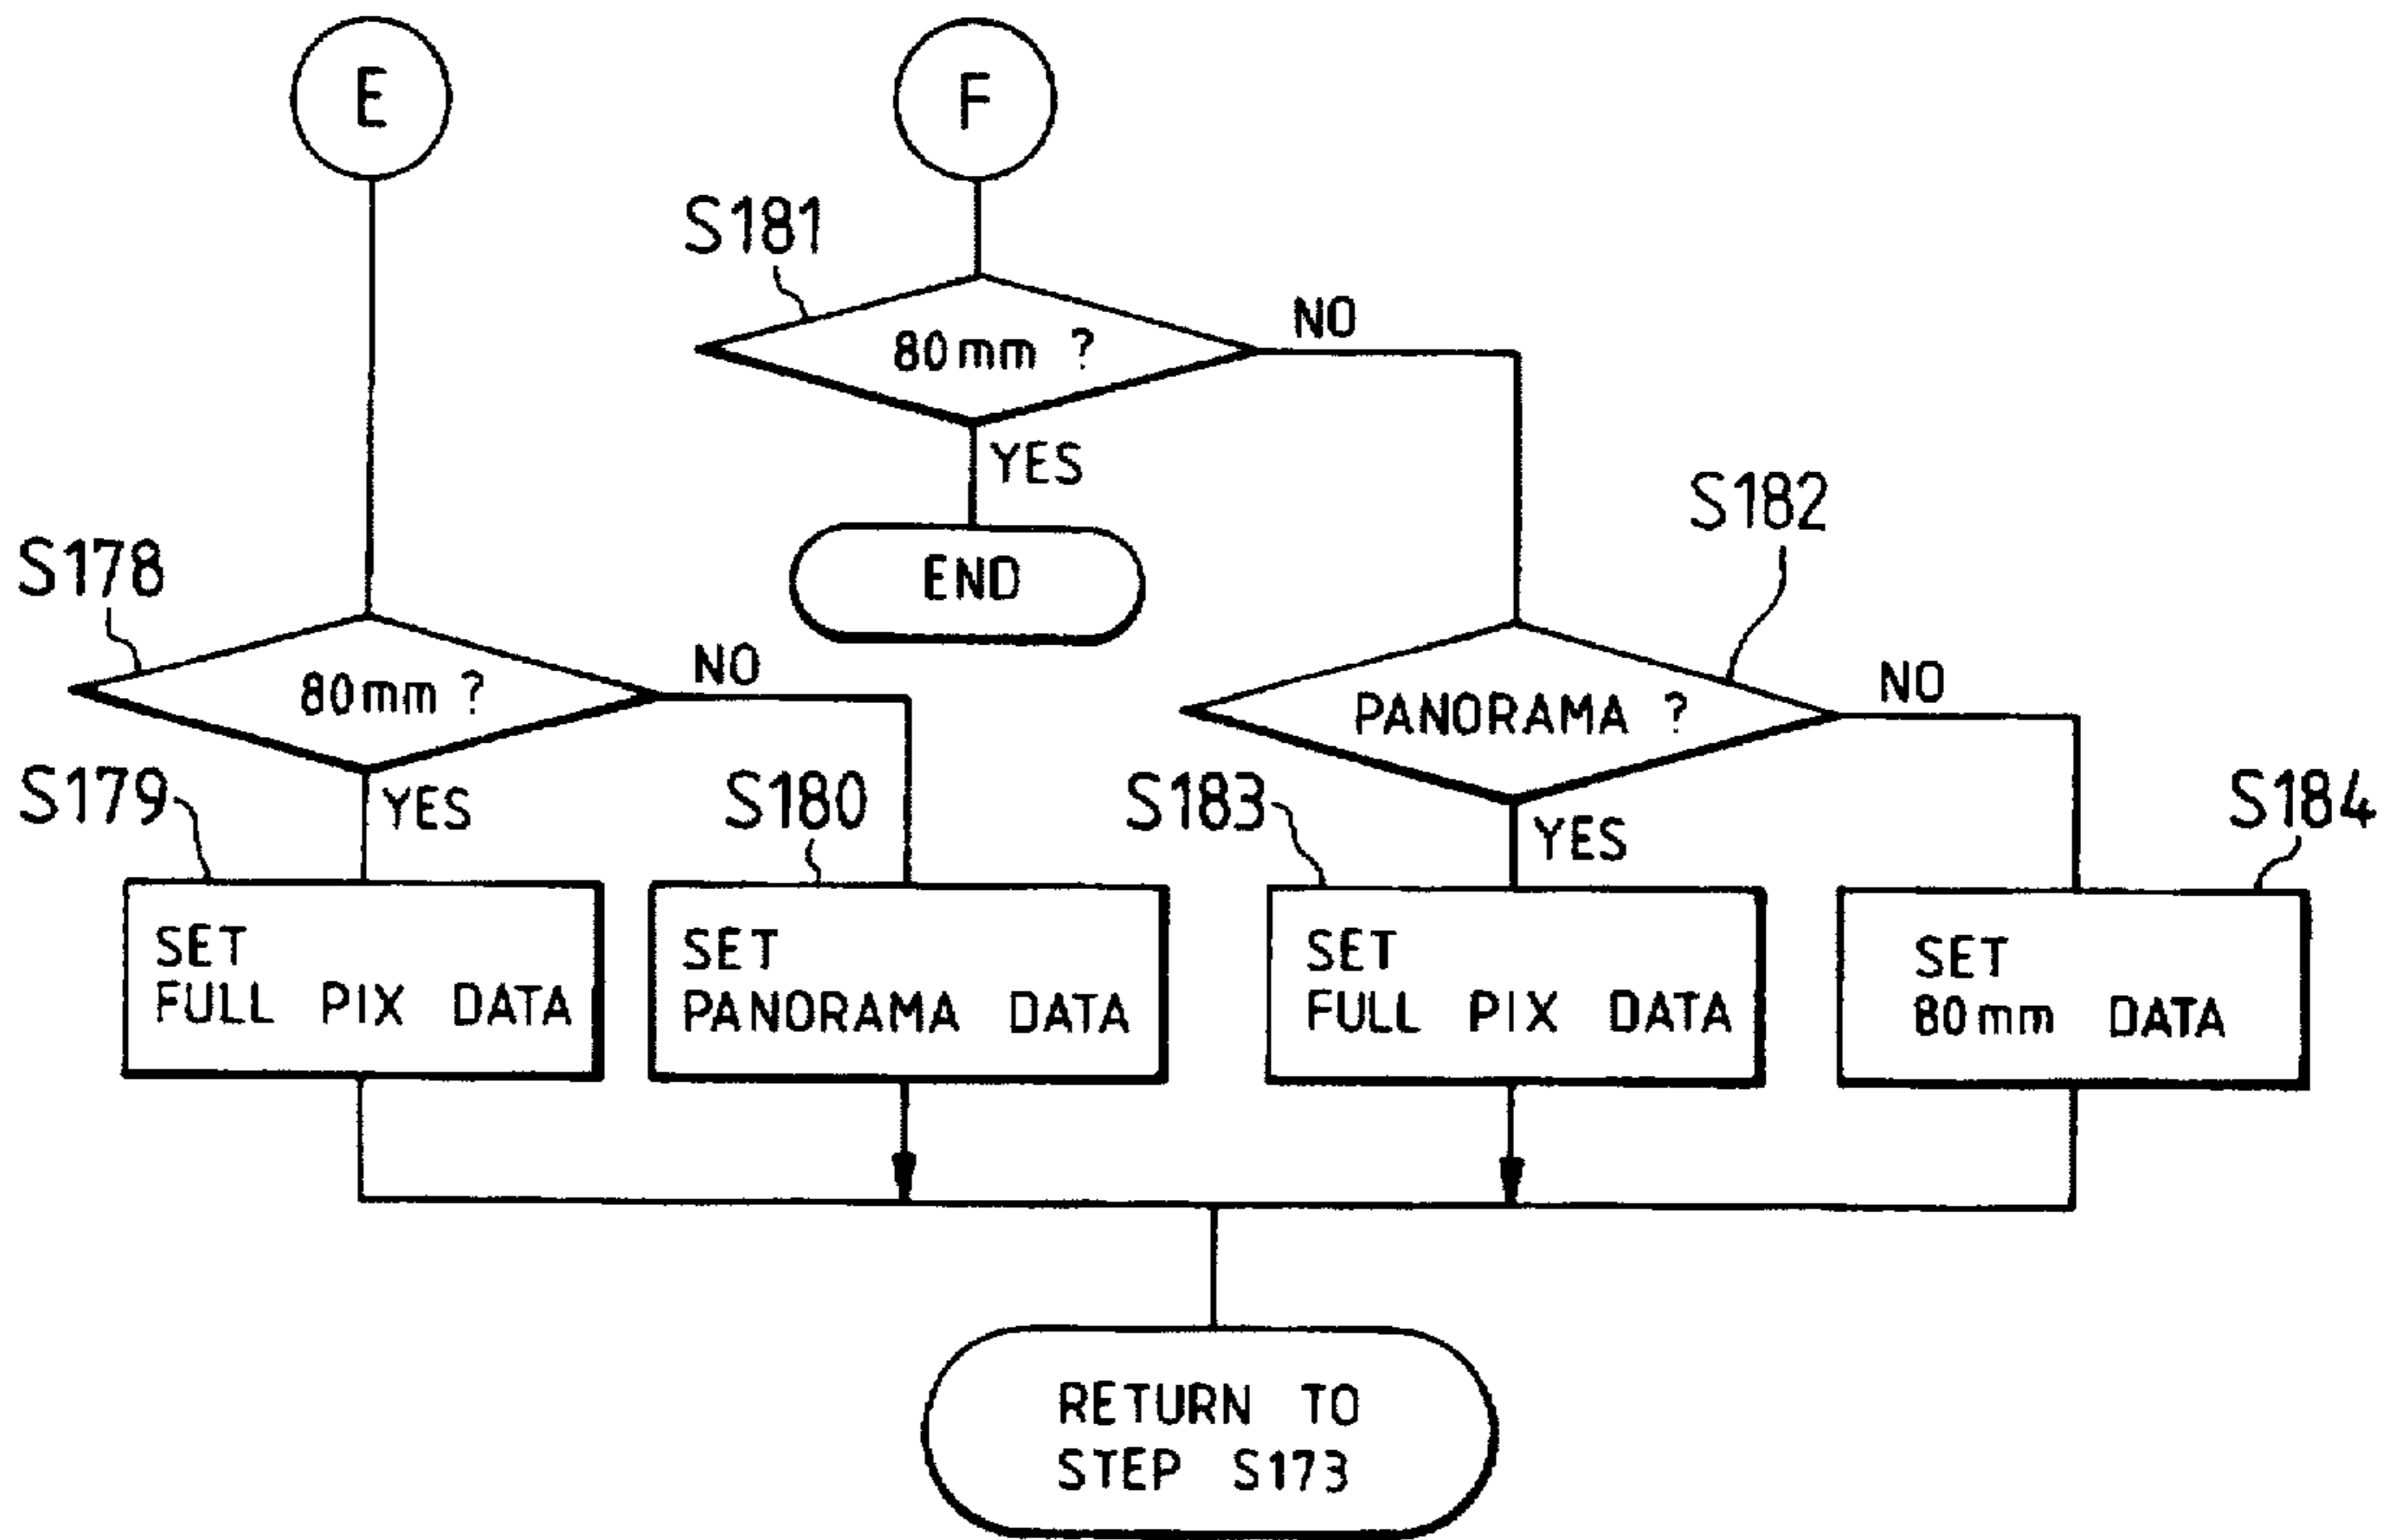 E
F
S181
80mm ?
NO
YES
END
S178
80mm ?
NO
YES
S182
PANORAMA ?
NO
YES
S179
SET
FULL PIX DATA
S180
SET
PANORAMA DATA
S183
SET
FULL PIX DATA
S184
SET
80mm DATA
RETURN TO
STEP S173